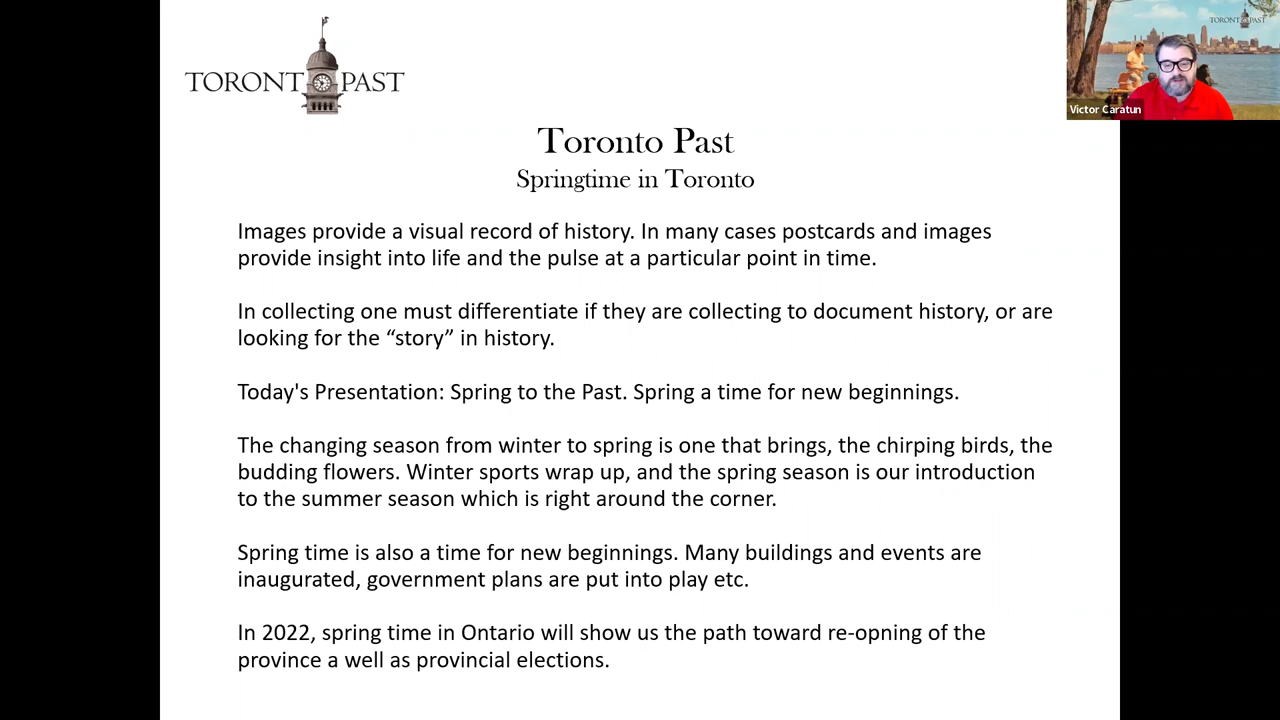 TORONTO PAST
TORONTO PAST
Victor Caratun
Toronto Past
Springtime in Toronto
Images provide a visual record of history. In many cases postcards and images
provide insight into life and the pulse at a particular point in time.
In collecting one must differentiate if they are collecting to document history, or are
looking for the “story” in history.
Today's Presentation: Spring to the Past. Spring a time for new beginnings.
The changing season from winter to spring is one that brings, the chirping birds, the
budding flowers. Winter sports wrap up, and the spring season is our introduction
to the summer season which is right around the corner.
Spring time is also a time for new beginnings. Many buildings and events are
inaugurated, government plans are put into play etc.
In 2022, spring time in Ontario will show us the path toward re-opning of the
province a well as provincial elections.